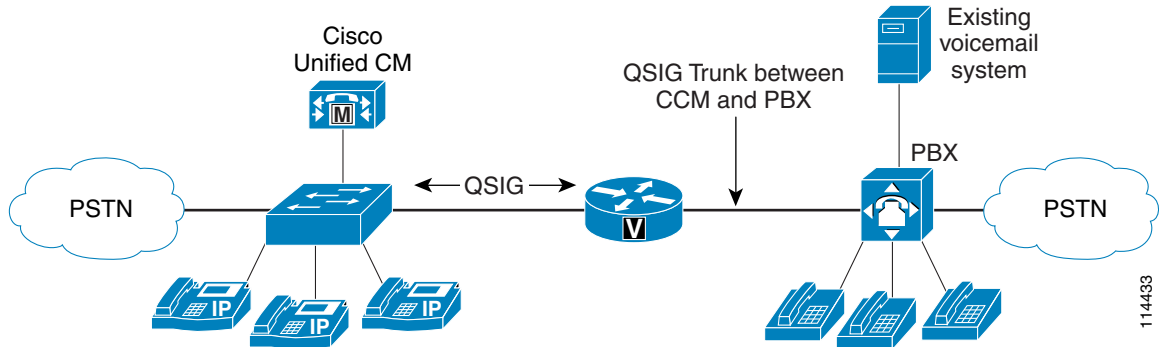 Cisco
Unified CM
M
Existing
voicemail
system
QSIG Trunk between
CCM and PBX
PBX
PSTN
QSIG
V
PSTN
IP
IP
IP
114433